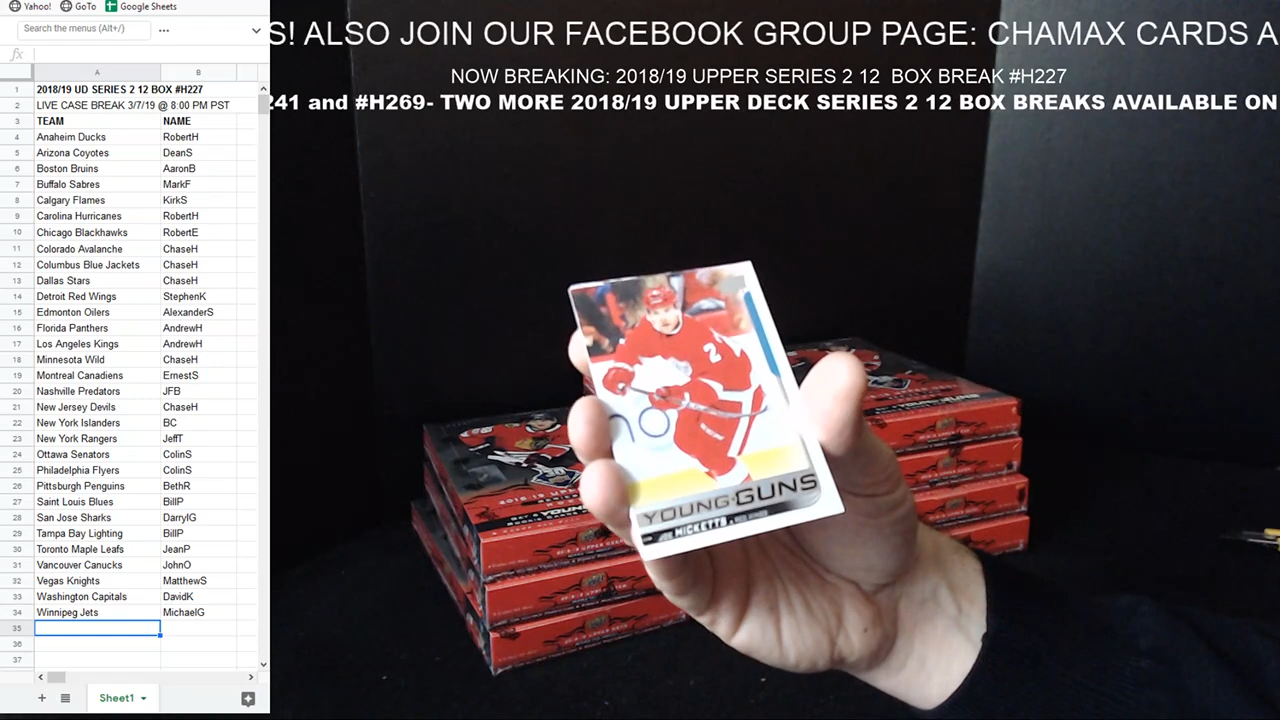 Yahoo! GoTo Google Sheets
Search the menus (Alt+/)
fx
A B
1 2018/19 UD SERIES 2 12 BOX #H227
2 LIVE CASE BREAK 3/7/19 @ 8:00 PM PST
3 TEAM NAME
4 Anaheim Ducks RobertH
5 Arizona Coyotes DeanS
6 Boston Bruins AaronB
7 Buffalo Sabres MarkF
8 Calgary Flames KirkS
9 Carolina Hurricanes RobertH
10 Chicago Blackhawks RobertE
11 Colorado Avalanche ChaseH
12 Columbus Blue Jackets ChaseH
13 Dallas Stars ChaseH
14 Detroit Red Wings StephenK
15 Edmonton Oilers AlexanderS
16 Florida Panthers AndrewH
17 Los Angeles Kings AndrewH
18 Minnesota Wild ChaseH
19 Montreal Canadiens ErnestS
20 Nashville Predators JFB
21 New Jersey Devils ChaseH
22 New York Islanders BC
23 New York Rangers JeffT
24 Ottawa Senators ColinS
25 Philadelphia Flyers ColinS
26 Pittsburgh Penguins BethR
27 Saint Louis Blues BillP
28 San Jose Sharks DarrylG
29 Tampa Bay Lighting BillP
30 Toronto Maple Leafs JeanP
31 Vancouver Canucks JohnO
32 Vegas Knights MatthewS
33 Washington Capitals DavidK
34 Winnipeg Jets MichaelG
35
36
37
Sheet1
S! ALSO JOIN OUR FACEBOOK GROUP PAGE: CHAMAX CARDS A
NOW BREAKING: 2018/19 UPPER SERIES 2 12 BOX BREAK #H227
241 and #H269- TWO MORE 2018/19 UPPER DECK SERIES 2 12 BOX BREAKS AVAILABLE ON
2
YOUNG GUNS
JOE HICKETTS